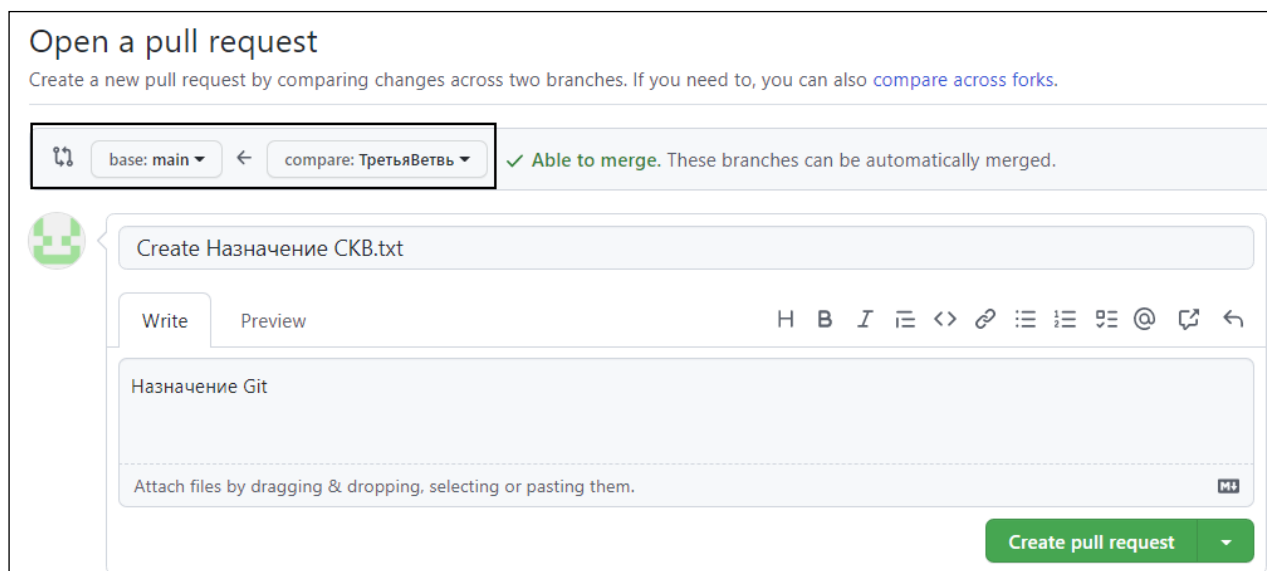 Open a pull request
Create a new pull request by comparing changes across two branches. If you need to, you can also compare across forks.
base: main ← compare: ТретьяВетвь ✓ Able to merge. These branches can be automatically merged.
Create Назначение СКВ.txt
Write Preview H B I <> @
Назначение Git
Attach files by dragging & dropping, selecting or pasting them.
Create pull request